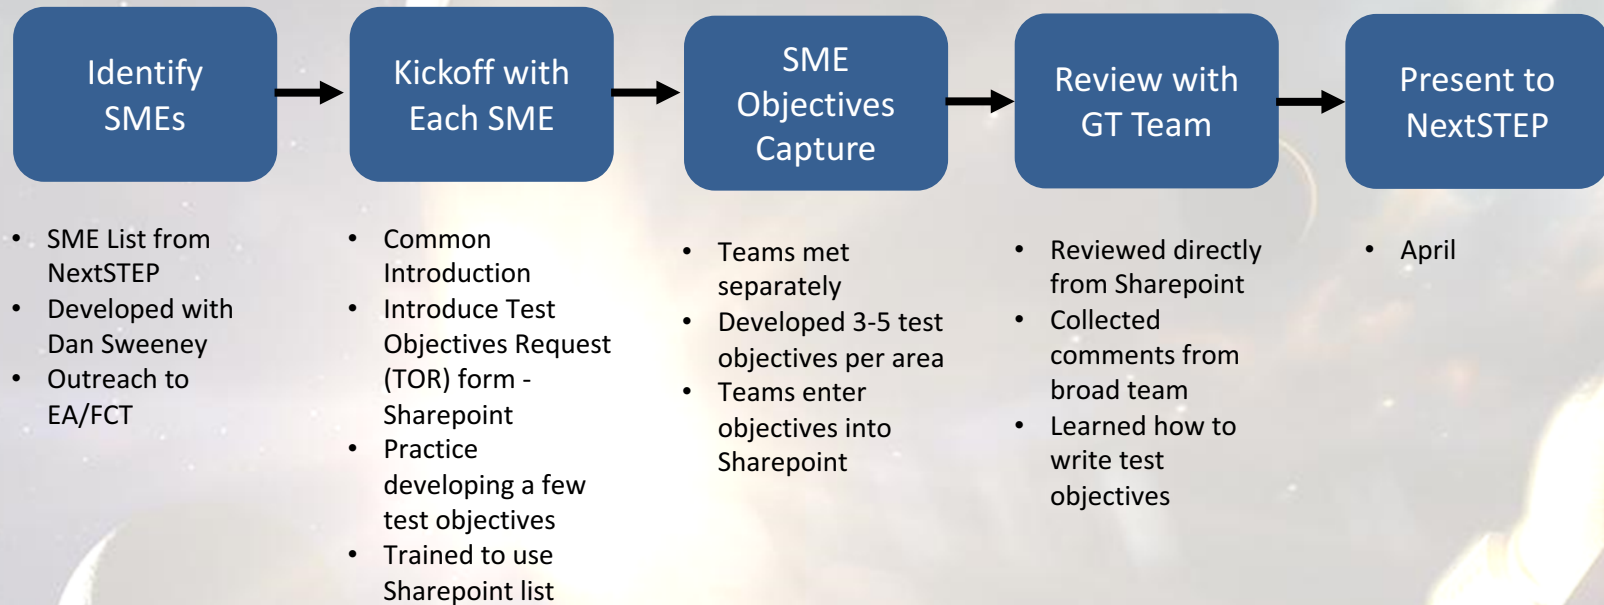 Identify
SMEs
Kickoff with
Each SME
SME
Objectives
Capture
Review with
GT Team
Present to
NextSTEP
• SME List from
NextSTEP
• Developed with
Dan Sweeney
• Outreach to
EA/FCT
• Common
Introduction
• Introduce Test
Objectives Request
(TOR) form -
Sharepoint
• Practice
developing a few
test objectives
• Trained to use
Sharepoint list
• Teams met
separately
• Developed 3-5 test
objectives per area
• Teams enter
objectives into
Sharepoint
• Reviewed directly
from Sharepoint
• Collected
comments from
broad team
• Learned how to
write test
objectives
• April